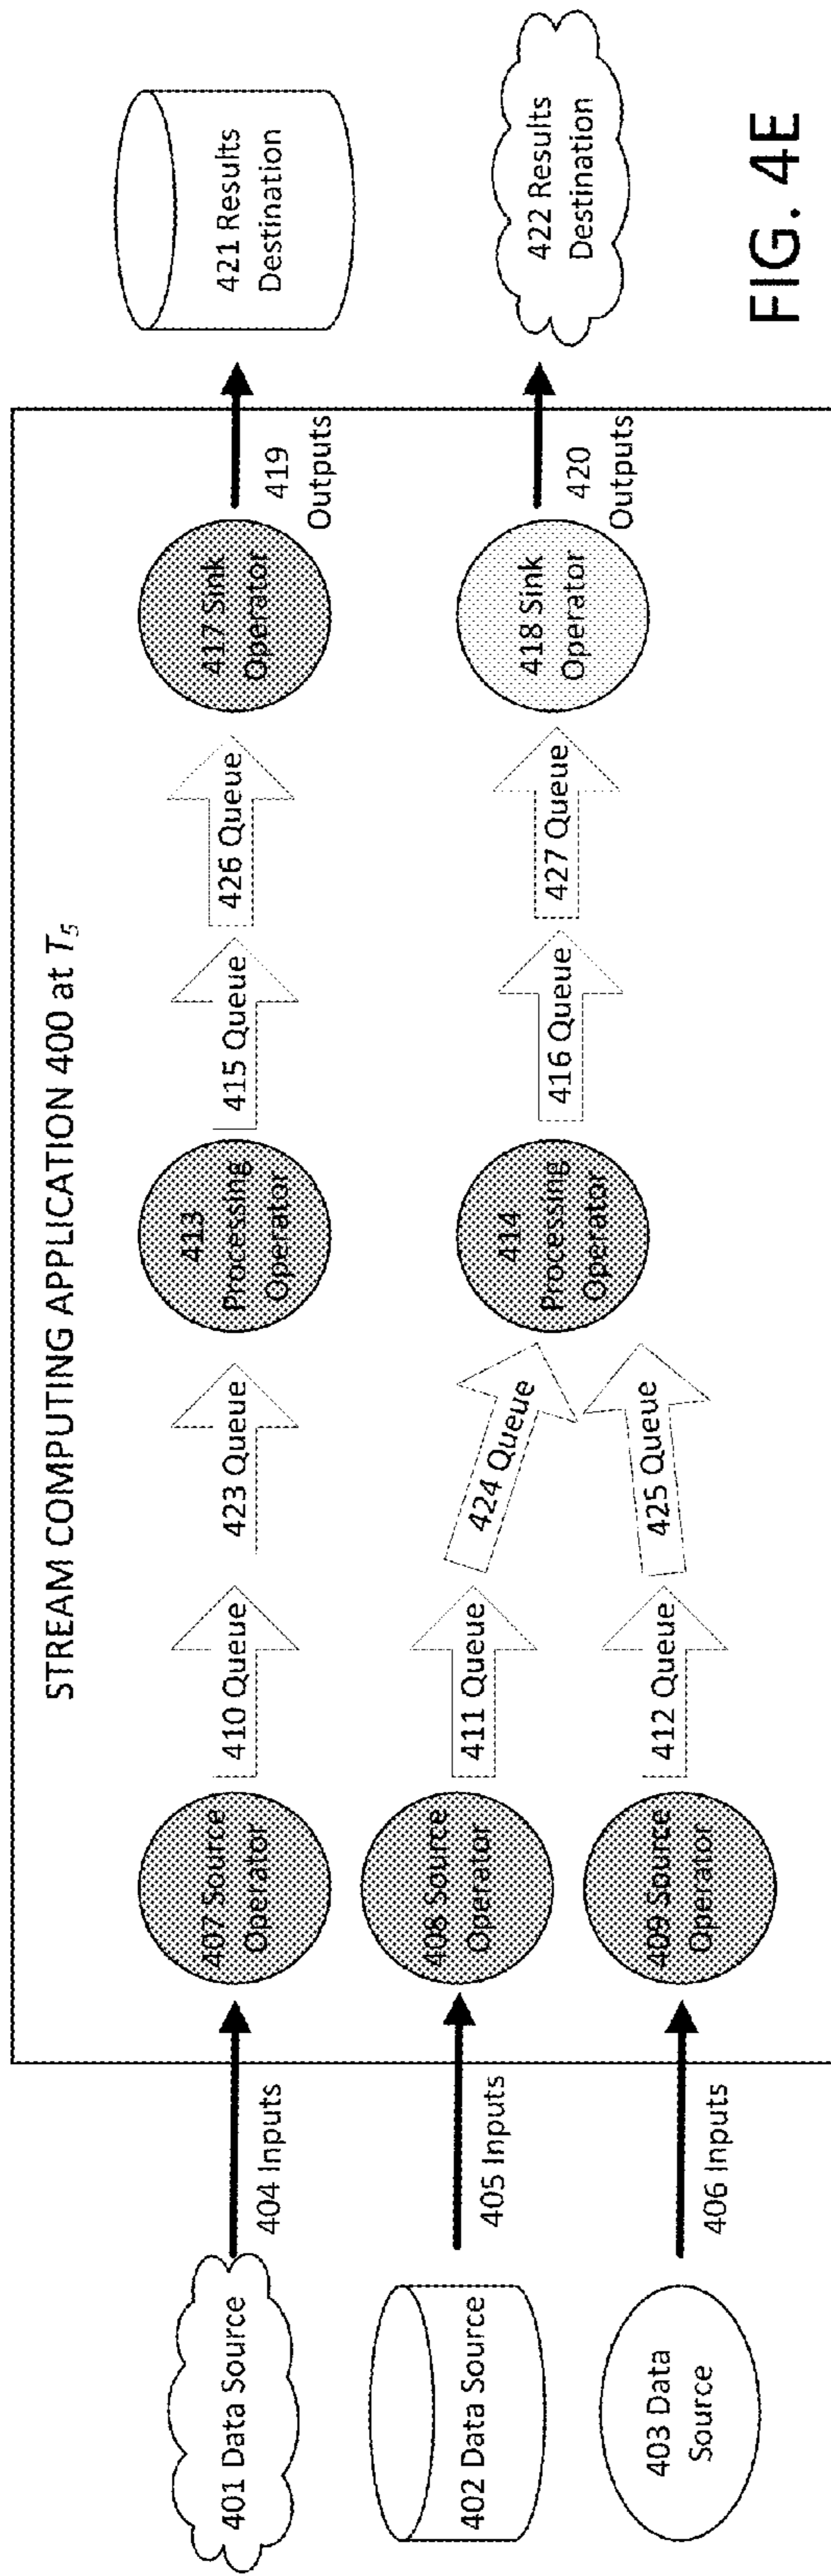 STREAM COMPUTING APPLICATION 400 at T5
401 Data Source
404 Inputs
407 Source
Operator
410 Queue
423 Queue
413
Processing
Operator
415 Queue
426 Queue
417 Sink
Operator
419
Outputs
421 Results
Destination
402 Data Source
405 Inputs
408 Source
Operator
411 Queue
424 Queue
403 Data
Source
406 Inputs
409 Source
Operator
412 Queue
425 Queue
414
Processing
Operator
416 Queue
427 Queue
418 Sink
Operator
420
Outputs
422 Results
Destination
FIG. 4E